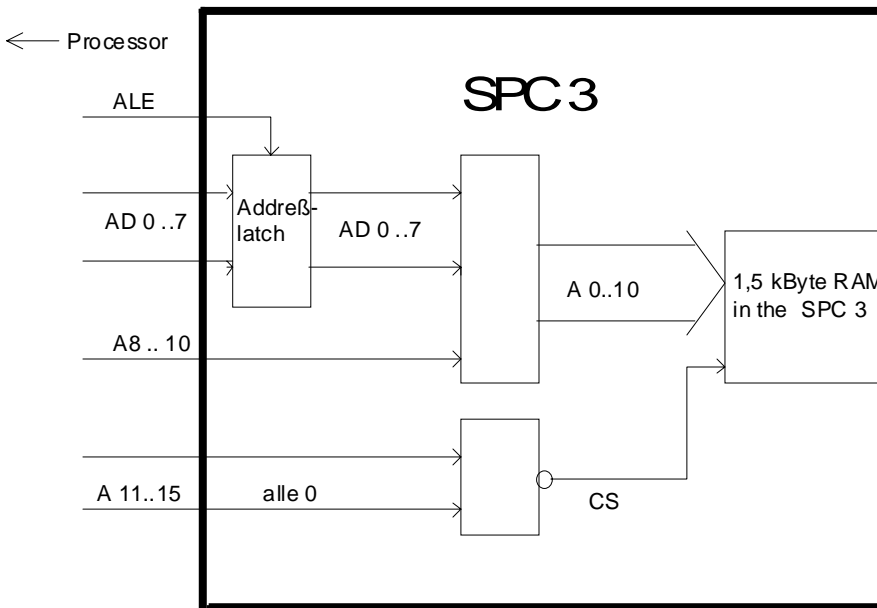 Processor
SPC 3
ALE
Addreß-
latch
AD 0 ..7
AD 0 ..7
A 0..10
1,5 kByte RAM
in the SPC 3
A8 .. 10
A 11..15
alle 0
CS